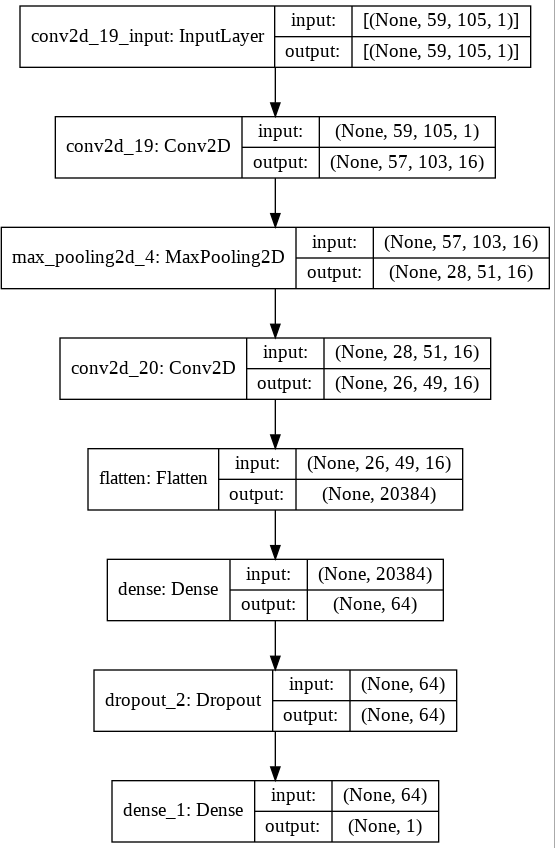 conv2d_19_input: InputLayer
input:
[(None, 59, 105, 1)]
output:
[(None, 59, 105, 1)]
conv2d_19: Conv2D
input:
(None, 59, 105, 1)
output:
(None, 57, 103, 16)
max_pooling2d_4: MaxPooling2D
input:
(None, 57, 103, 16)
output:
(None, 28, 51, 16)
conv2d_20: Conv2D
input:
(None, 28, 51, 16)
output:
(None, 26, 49, 16)
flatten: Flatten
input:
(None, 26, 49, 16)
output:
(None, 20384)
dense: Dense
input:
(None, 20384)
output:
(None, 64)
dropout_2: Dropout
input:
(None, 64)
output:
(None, 64)
dense_1: Dense
input:
(None, 64)
output:
(None, 1)